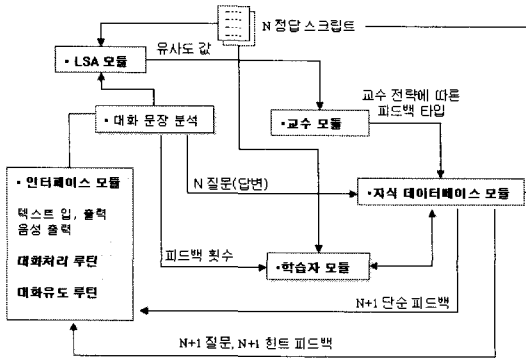 N 정답 스크립트
유사도 값
• LSA 모듈
교수 전략에 따른
피드백 타입
• 대화 문장 분석
•교수 모듈
• 인터페이스 모듈
N 질문(답변)
•지식 데이터베이스 모듈
텍스트 입, 출력
음성 출력
대화처리 루틴
피드백 횟수
•학습자 모듈
대화유도 루틴
N+1 단순 피드백
N+1 질문, N+1 힌트 피드백